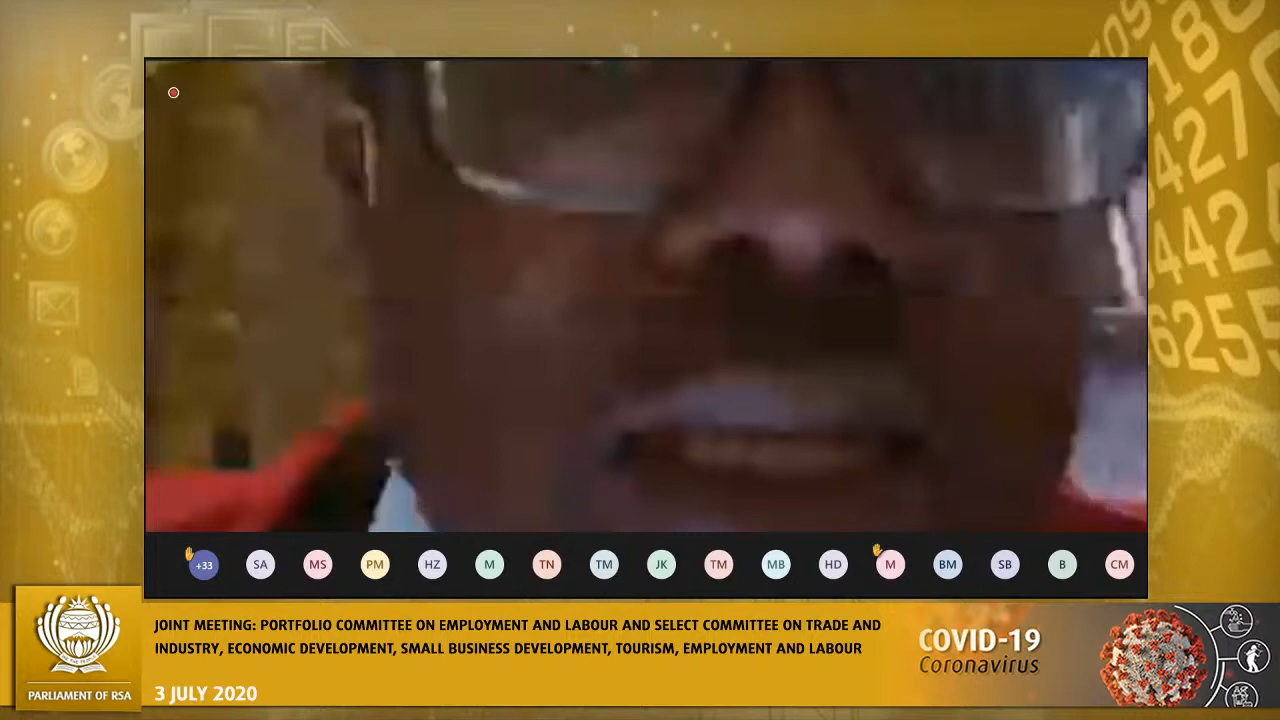 +33
SA
MS
PM
HZ
M
TN
TM
JK
TM
MB
HD
M
BM
SB
B
CM
JOINT MEETING: PORTFOLIO COMMITTEE ON EMPLOYMENT AND LABOUR AND SELECT COMMITTEE ON TRADE AND
INDUSTRY, ECONOMIC DEVELOPMENT, SMALL BUSINESS DEVELOPMENT, TOURISM, EMPLOYMENT AND LABOUR
3 JULY 2020
PARLIAMENT OF RSA
COVID-19
Coronavirus
427
6255